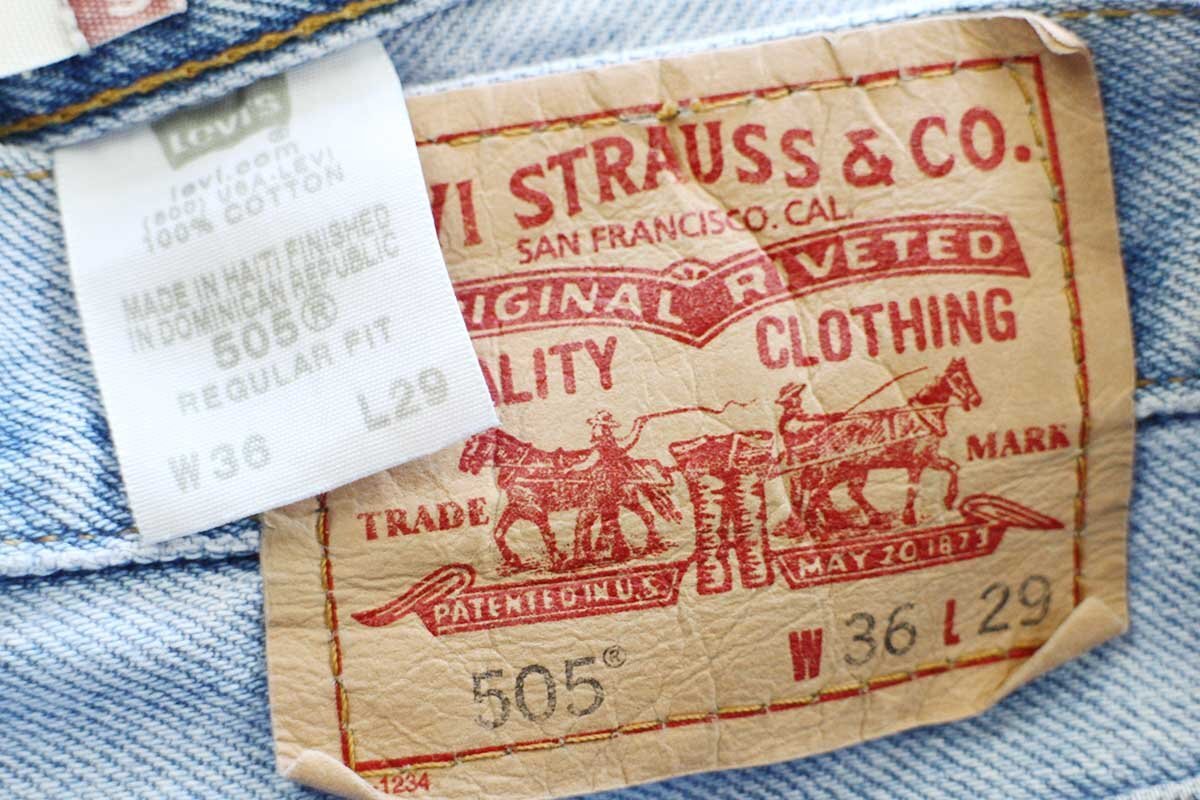 Levi's®
levi.com
(800) USA-LEVI
100% COTTON
MADE IN HAITI FINISHED
IN DOMINICAN REPUBLIC
505®
REGULAR FIT
W 36 L29
VI STRAUSS & CO.
SAN FRANCISCO. CAL.
RIGINAL RIVETED
ALITY CLOTHING
TRADE MARK
PATENTED IN U.S. MAY 20 1873
505® W 36 L 29
1234